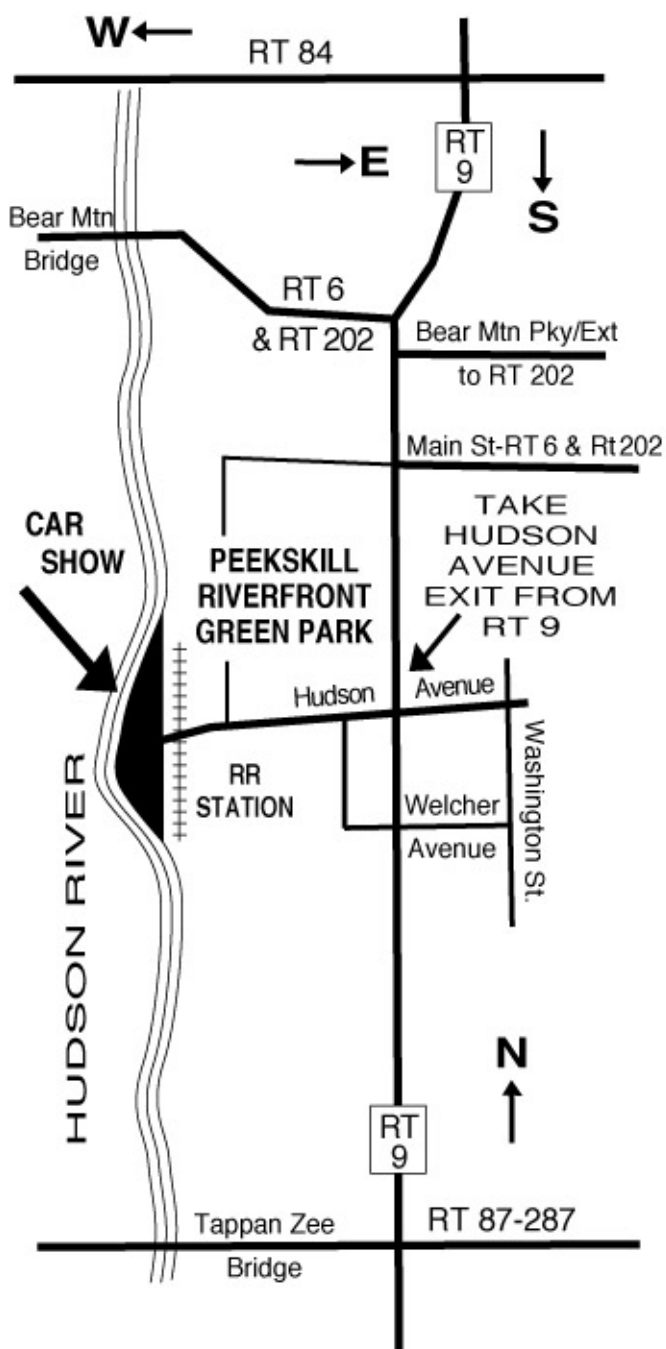 W
RT 84
RT
9
E
S
Bear Mtn
Bridge
RT 6
& RT 202
Bear Mtn Pky/Ext
to RT 202
Main St-RT 6 & Rt 202
CAR
SHOW
PEEKSKILL
RIVERFRONT
GREEN PARK
TAKE
HUDSON
AVENUE
EXIT FROM
RT 9
Hudson Avenue
RR
STATION
Welcher
Avenue
Washington St.
HUDSON RIVER
N
RT
9
Tappan Zee
Bridge
RT 87-287